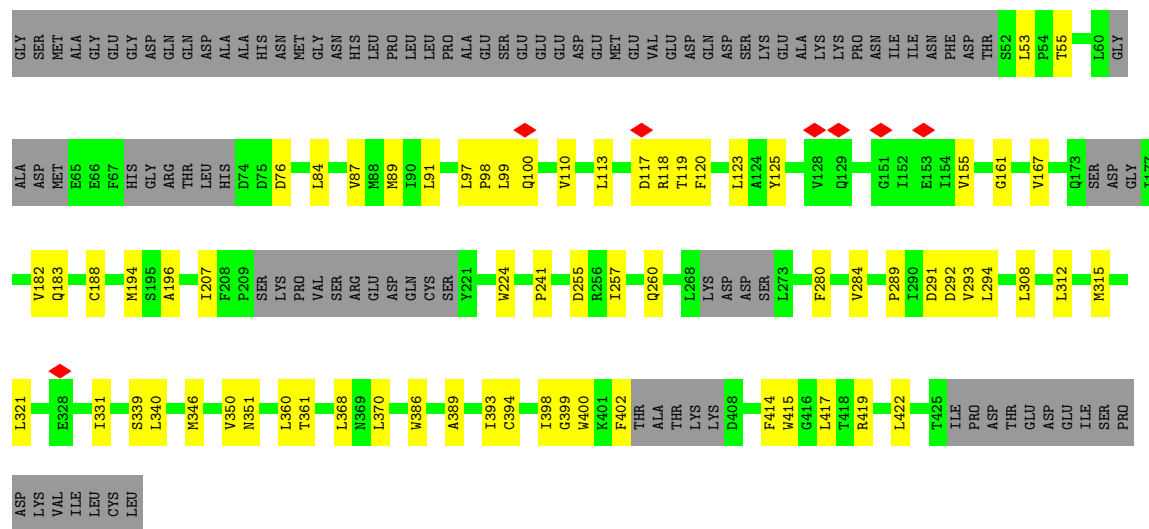 GLY SER MET ALA GLY GLU GLY ASP GLN GLN ASP ALA ALA HIS ASN MET GLY ASN HIS LEU PRO LEU LEU PRO ALA GLU SER GLU GLU GLU ASP GLU MET GLU VAL GLU ASP GLN ASP SER LYS GLU ALA LYS LYS PRO ASN ILE ILE ASN PHE ASP THR S52 L53 P54 T55 L60 GLY
ALA ASP MET E65 E66 F67 HIS GLY ARG THR LEU HIS D74 D75 D76 L84 V87 M88 M89 I90 L91 L97 P98 L99 Q100 V110 L113 D117 R118 T119 F120 L123 A124 Y125 V128 Q129 G151 I152 E153 I154 V155 G161 V167 Q173 SER ASP GLY I177
V182 Q183 C188 M194 S195 A196 I207 F208 P209 SER LYS PRO VAL SER ARG GLU ASP GLN CYS SER Y221 W224 P241 D255 R256 I257 Q260 L268 LYS ASP ASP SER L273 F280 V284 P289 I290 D291 D292 V293 L294 L308 L312 M315
L321 E328 I331 S339 L340 M346 V350 N351 L360 T361 L368 N369 L370 W386 A389 I393 C394 I398 G399 W400 K401 F402 THR ALA THR LYS LYS D408 F414 W415 G416 L417 T418 R419 L422 T425 ILE PRO ASP THR GLU ASP GLU ILE SER PRO
ASP LYS VAL ILE LEU CYS LEU